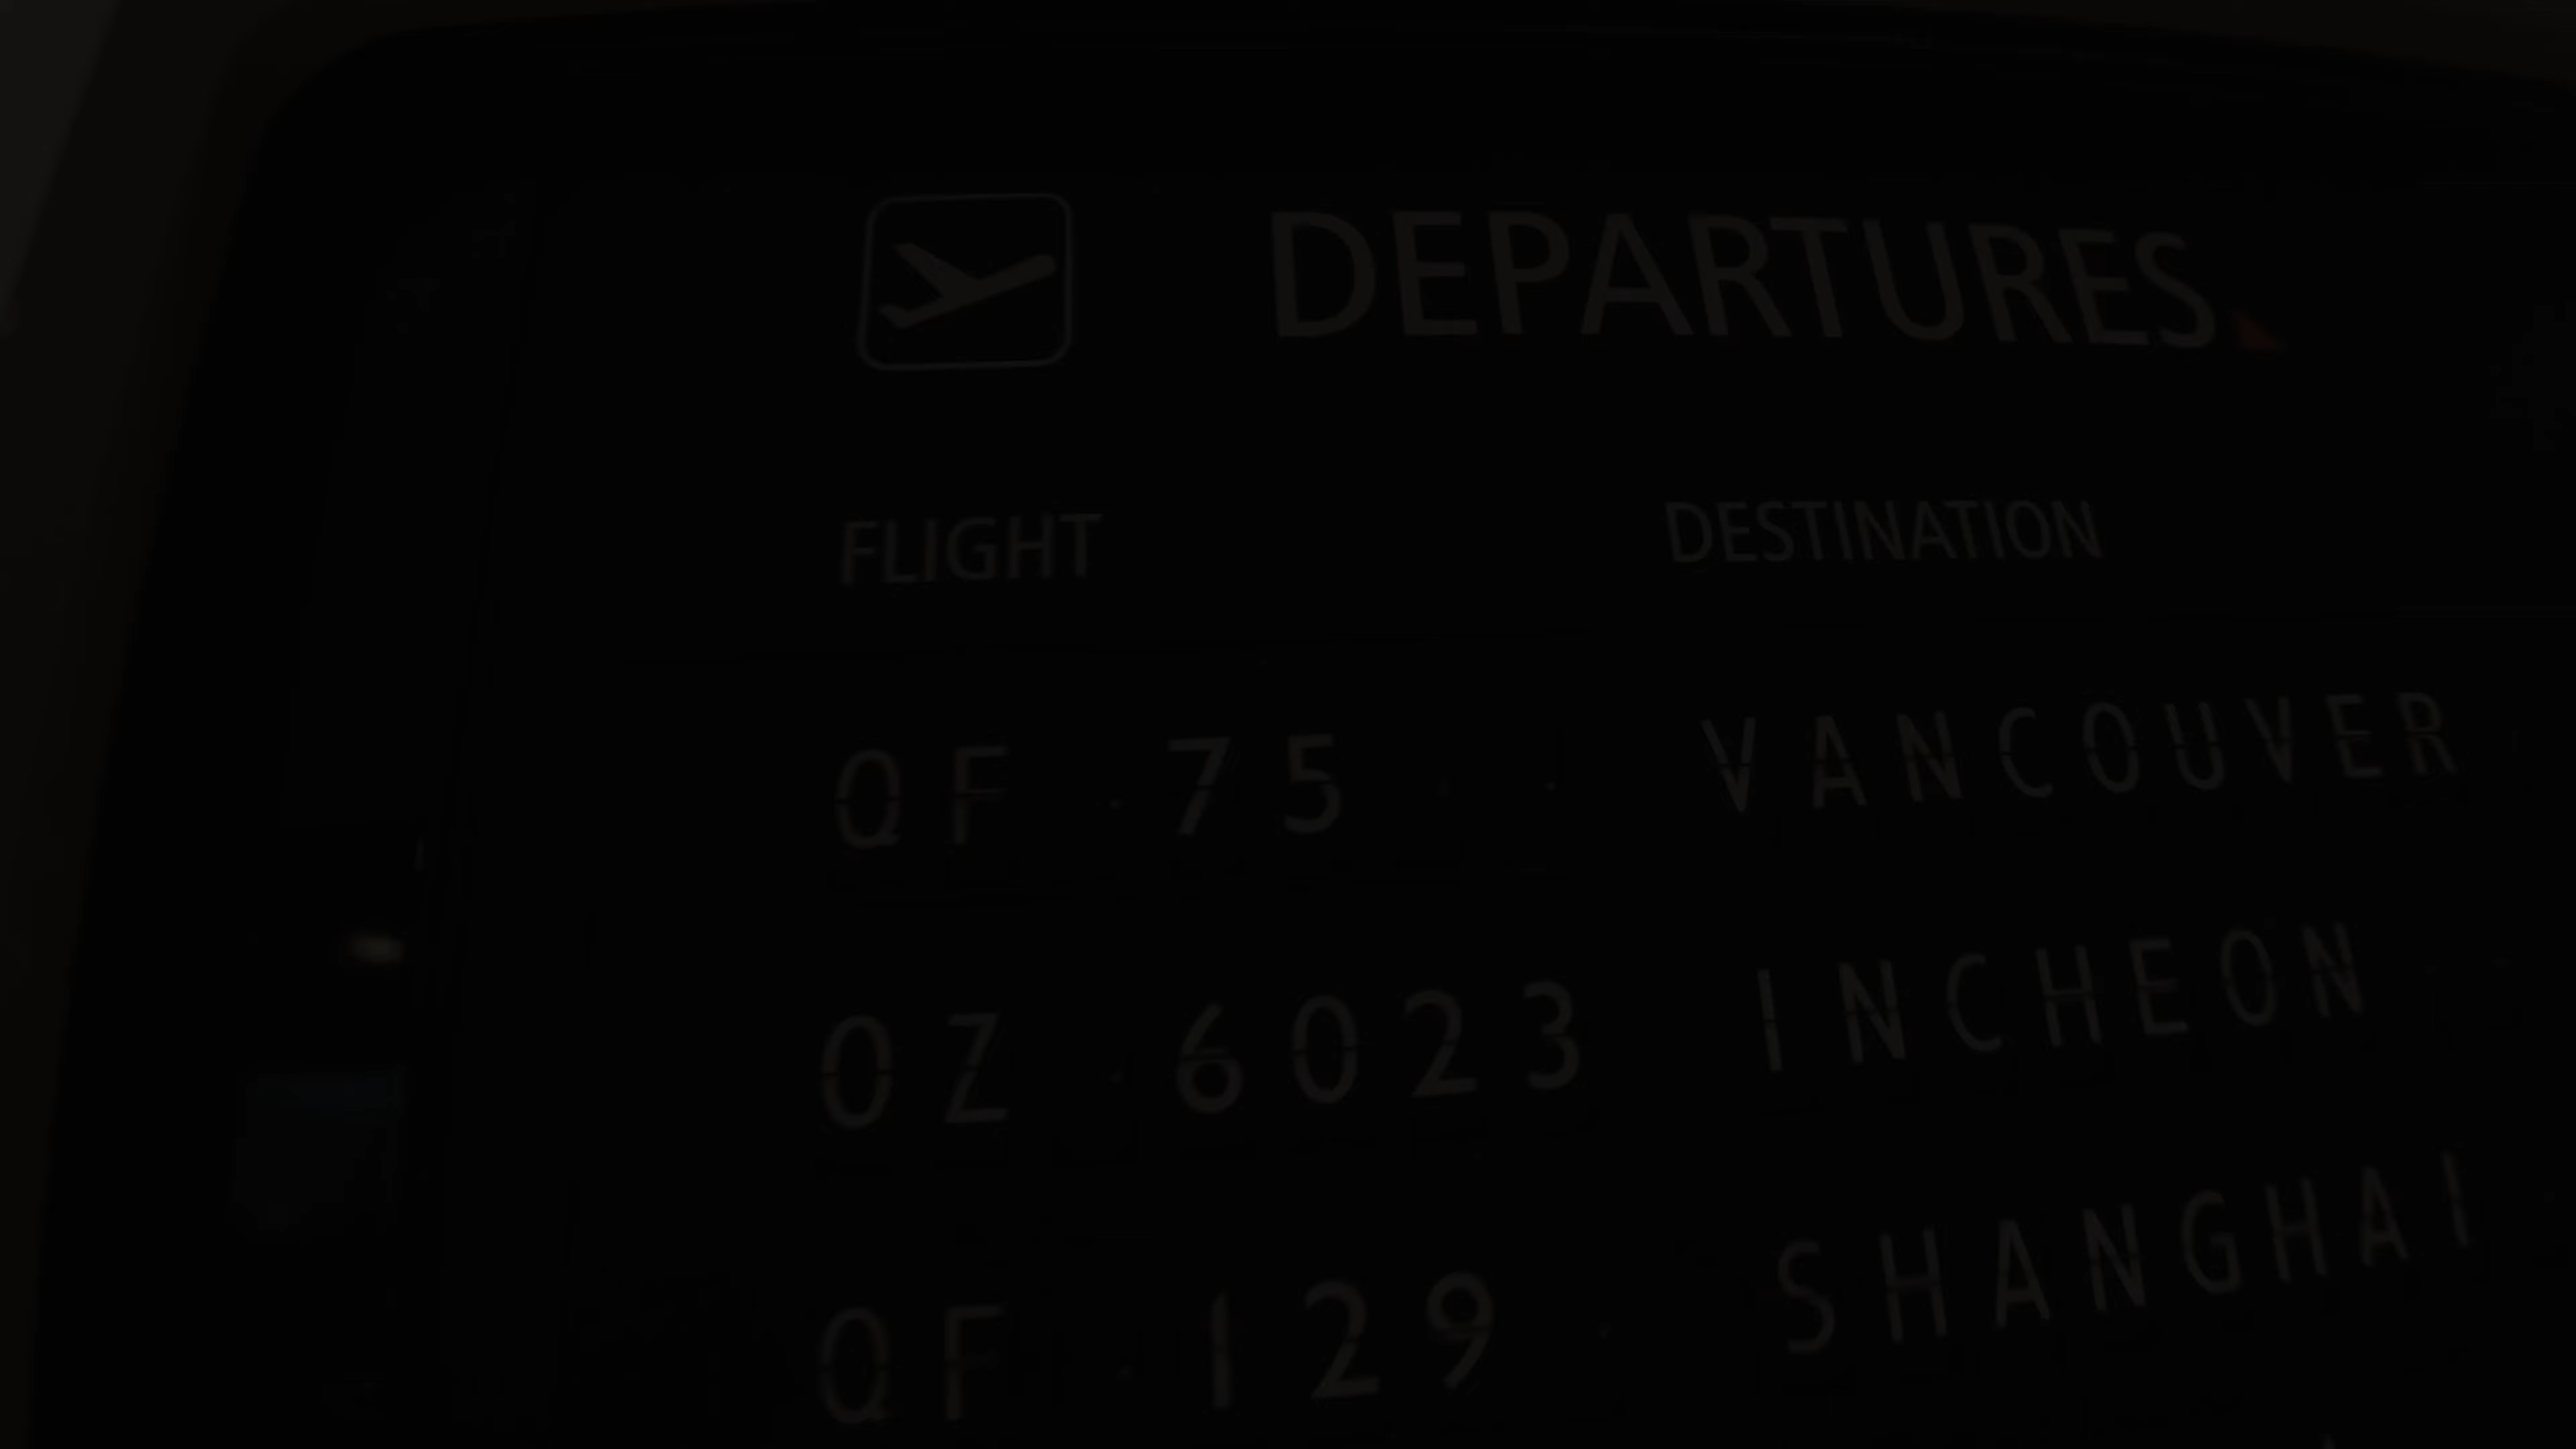 DEPARTURES
FLIGHT DESTINATION
QF 75 VANCOUVER
OZ 6023 INCHEON
QF 129 SHANGHAI